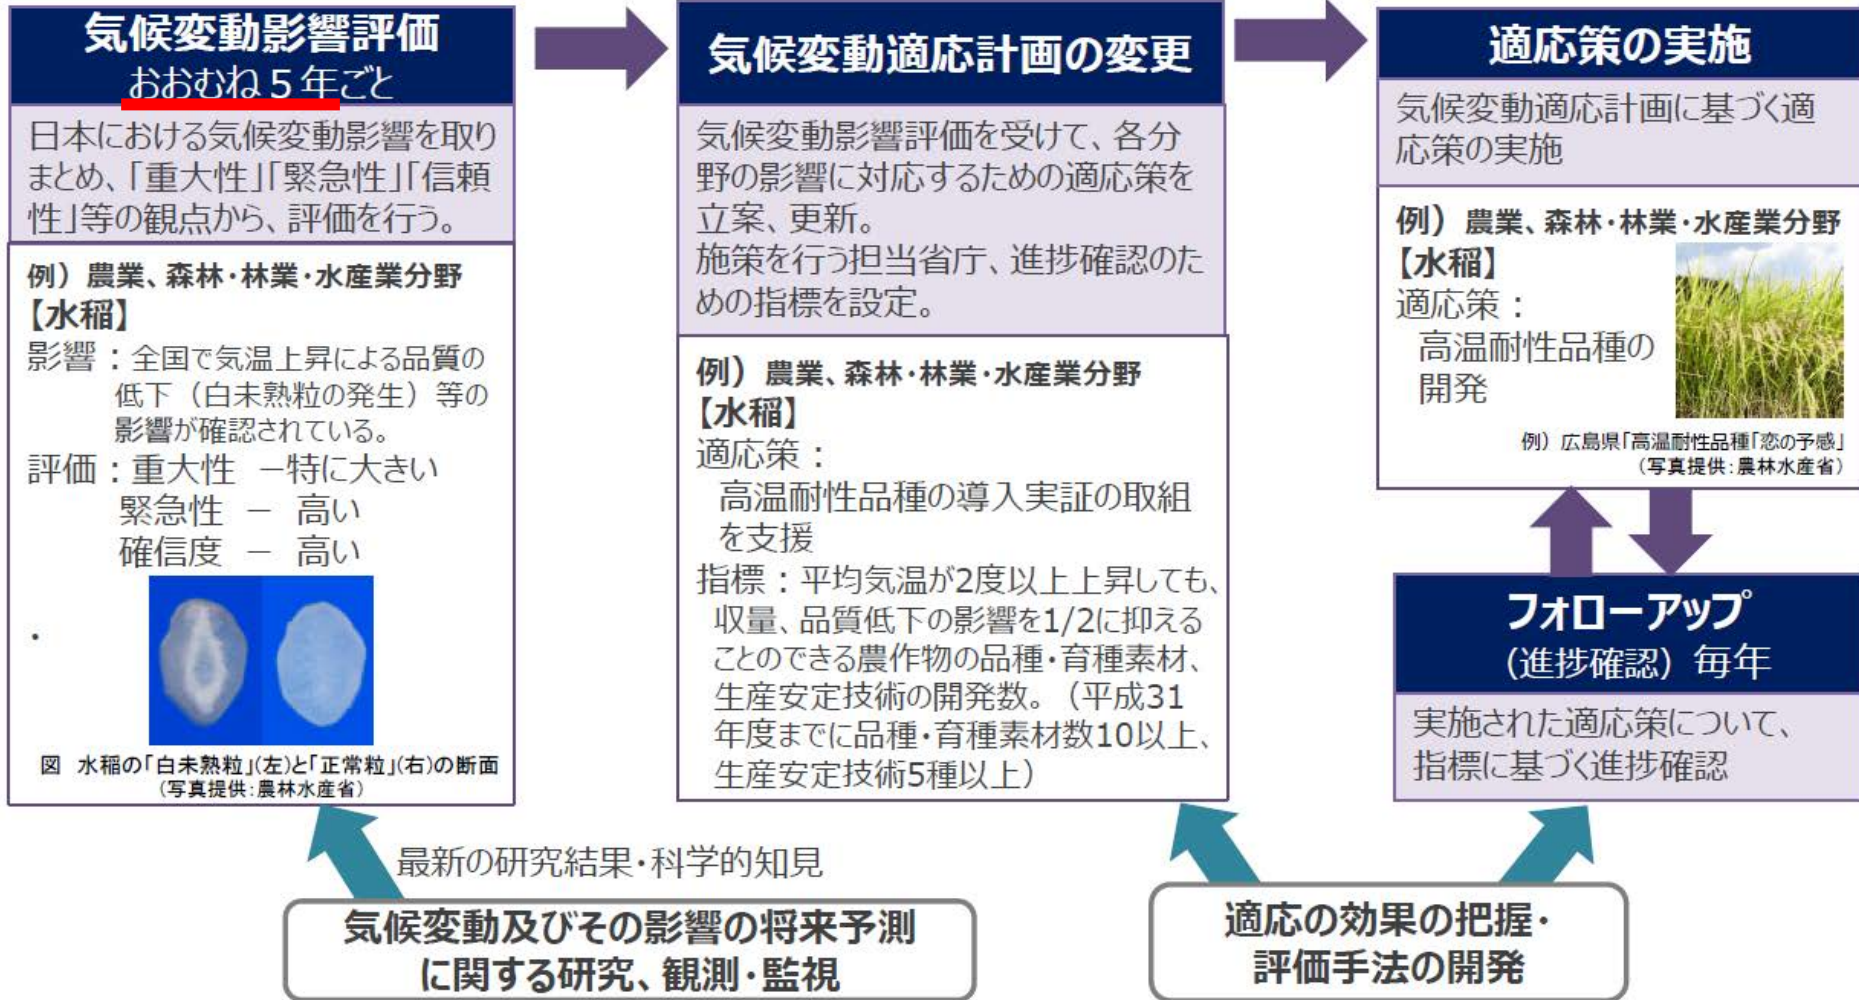 気候変動影響評価
おおむね５年ごと
日本における気候変動影響を取り
まとめ、「重大性」「緊急性」「信頼
性」等の観点から、評価を行う。
例）農業、森林・林業・水産業分野
【水稲】
影響：全国で気温上昇による品質の
低下（白未熟粒の発生）等の
影響が確認されている。
評価：重大性 －特に大きい
緊急性 － 高い
確信度 － 高い
・
図 水稲の「白未熟粒」(左)と「正常粒」(右)の断面
（写真提供：農林水産省）
気候変動適応計画の変更
気候変動影響評価を受けて、各分
野の影響に対応するための適応策を
立案、更新。
施策を行う担当省庁、進捗確認のた
めの指標を設定。
例）農業、森林・林業・水産業分野
【水稲】
適応策：
高温耐性品種の導入実証の取組
を支援
指標：平均気温が2度以上上昇しても、
収量、品質低下の影響を1/2に抑える
ことのできる農作物の品種・育種素材、
生産安定技術の開発数。（平成31
年度までに品種・育種素材数10以上、
生産安定技術5種以上）
適応策の実施
気候変動適応計画に基づく適
応策の実施
例）農業、森林・林業・水産業分野
【水稲】
適応策：
高温耐性品種の
開発
例）広島県「高温耐性品種「恋の予感」
（写真提供：農林水産省）
フォローアップ
（進捗確認）毎年
実施された適応策について、
指標に基づく進捗確認
最新の研究結果・科学的知見
気候変動及びその影響の将来予測
に関する研究、観測・監視
適応の効果の把握・
評価手法の開発